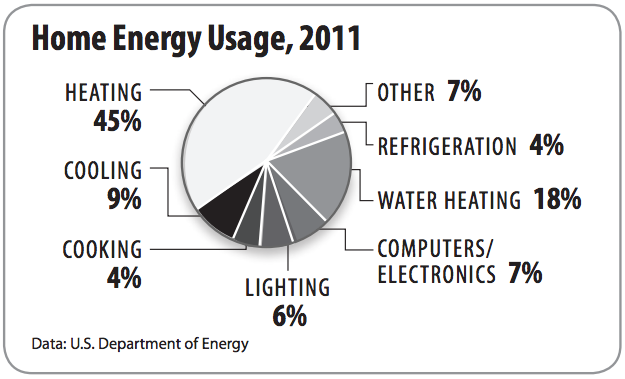 Home Energy Usage, 2011
HEATING
45%
OTHER 7%
REFRIGERATION 4%
COOLING
9%
WATER HEATING 18%
COOKING
4%
COMPUTERS/
ELECTRONICS 7%
LIGHTING
6%
Data: U.S. Department of Energy